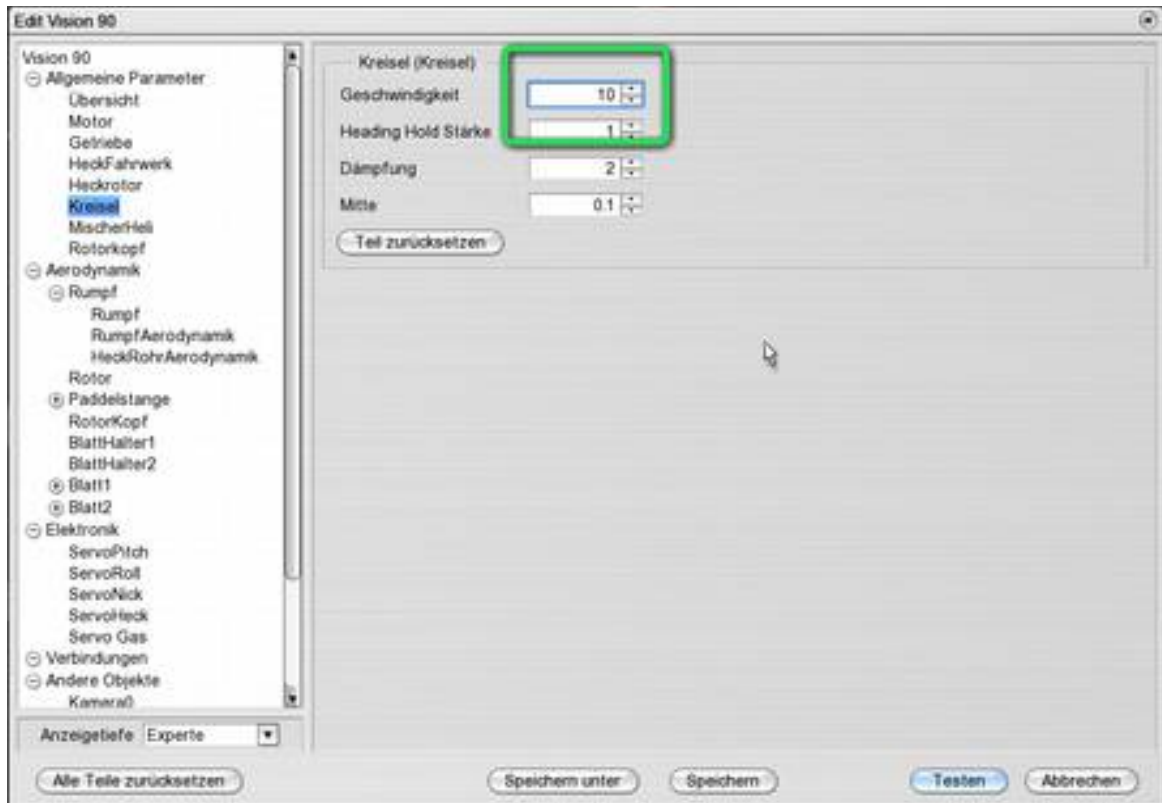 Edit Vision 90
Vision 90
Allgemeine Parameter
Übersicht
Motor
Getriebe
HeckFahrwerk
Heckrotor
Kreisel
MischerHeli
Rotorkopf
Aerodynamik
Rumpf
Rumpf
RumpfAerodynamik
HeckRohrAerodynamik
Rotor
Paddelstange
RotorKopf
BlattHalter1
BlattHalter2
Blatt1
Blatt2
Elektronik
ServoPitch
ServoRoll
ServoNick
ServoHeck
Servo Gas
Verbindungen
Andere Objekte
Kamera0
Anzeigetiefe Experte
Kreisel (Kreisel)
Geschwindigkeit 10
Heading Hold Stärke 1
Dämpfung 2
Mitte 0.1
Teil zurücksetzen
Alle Teile zurücksetzen
Speichern unter
Speichern
Testen
Abbrechen